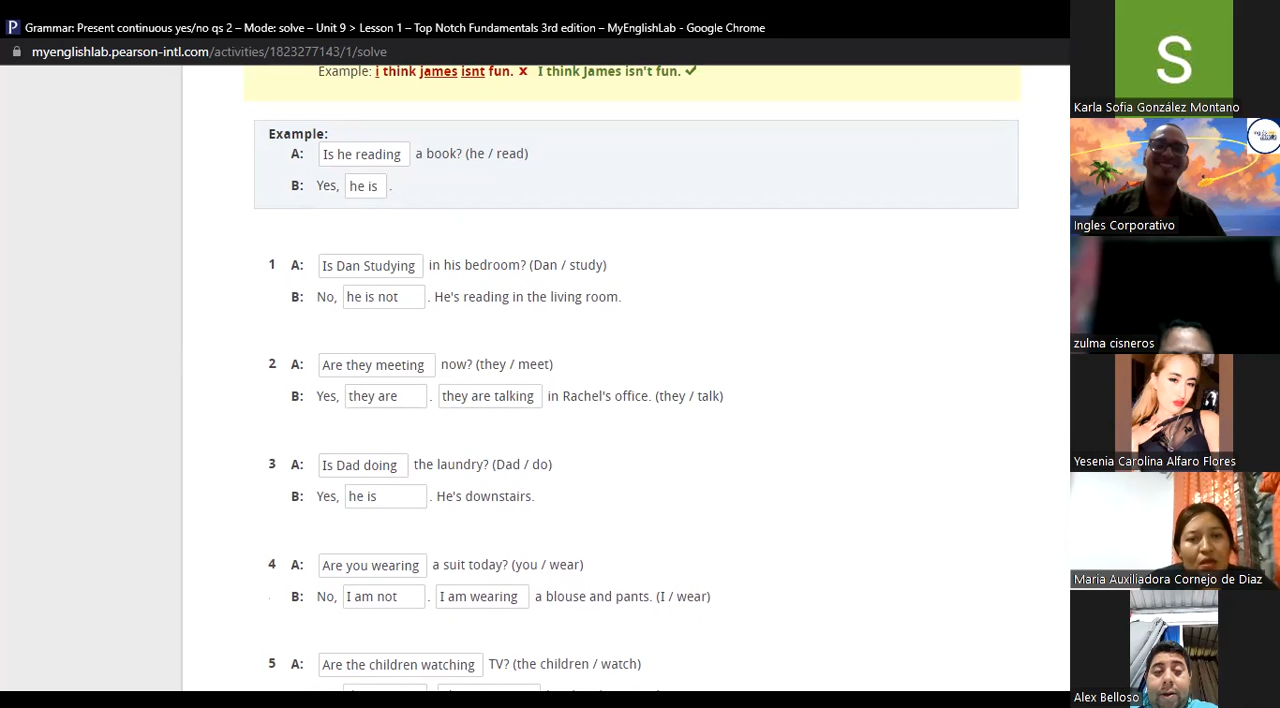 Grammar: Present continuous yes/no qs 2 – Mode: solve – Unit 9 > Lesson 1 – Top Notch Fundamentals 3rd edition – MyEnglishLab - Google Chrome
myenglishlab.pearson-intl.com/activities/1823277143/1/solve
Example: i think james isnt fun. x I think James isn't fun. ✓
Example:
A: Is he reading a book? (he / read)
B: Yes, he is .
1 A: Is Dan Studying in his bedroom? (Dan / study)
B: No, he is not . He's reading in the living room.
2 A: Are they meeting now? (they / meet)
B: Yes, they are . they are talking in Rachel's office. (they / talk)
3 A: Is Dad doing the laundry? (Dad / do)
B: Yes, he is . He's downstairs.
4 A: Are you wearing a suit today? (you / wear)
B: No, I am not . I am wearing a blouse and pants. (I / wear)
5 A: Are the children watching TV? (the children / watch)
S
Karla Sofia González Montano
Ingles Corporativo
zulma cisneros
Yesenia Carolina Alfaro Flores
Maria Auxiliadora Cornejo de Diaz
Alex Belloso